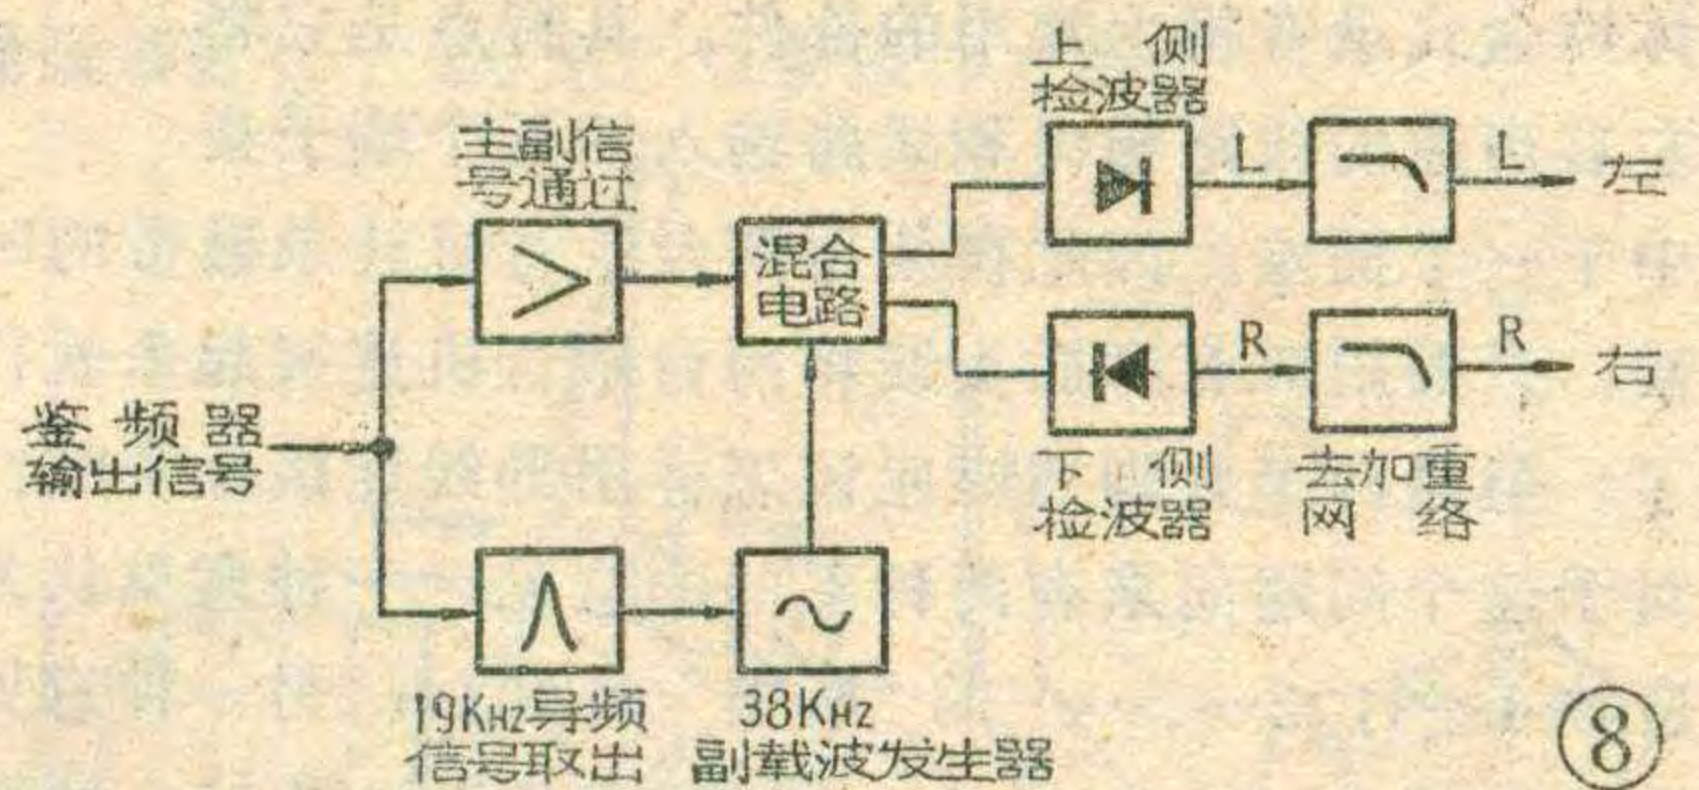 上 侧
检波器
主副信
号通过
L
L
左
混合
电路
R
R
右
鉴 频 器
输出信号
下 侧
检波器
去加重
网 络
19KHz导频
信号取出
38KHz
副载波发生器
⑧